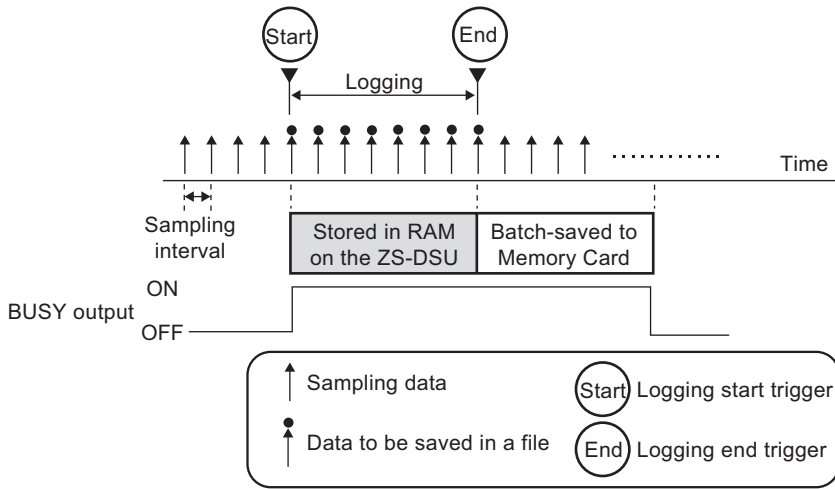 Start
End
Logging
Time
Sampling
interval
Stored in RAM
on the ZS-DSU
Batch-saved to
Memory Card
ON
BUSY output
OFF
Sampling data
Start
Logging start trigger
Data to be saved in a file
End
Logging end trigger